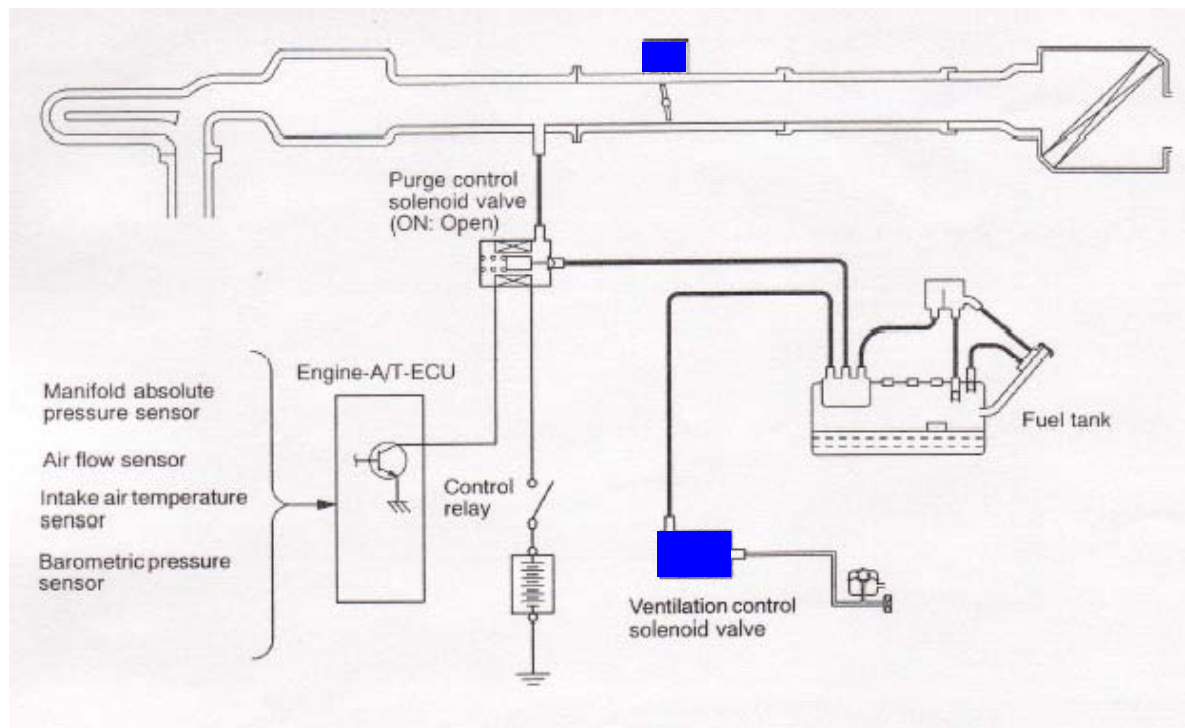 Purge control
solenoid valve
(ON: Open)
Engine-A/T-ECU
Manifold absolute
pressure sensor
Air flow sensor
Intake air temperature
sensor
Barometric pressure
sensor
Control
relay
Fuel tank
Ventilation control
solenoid valve